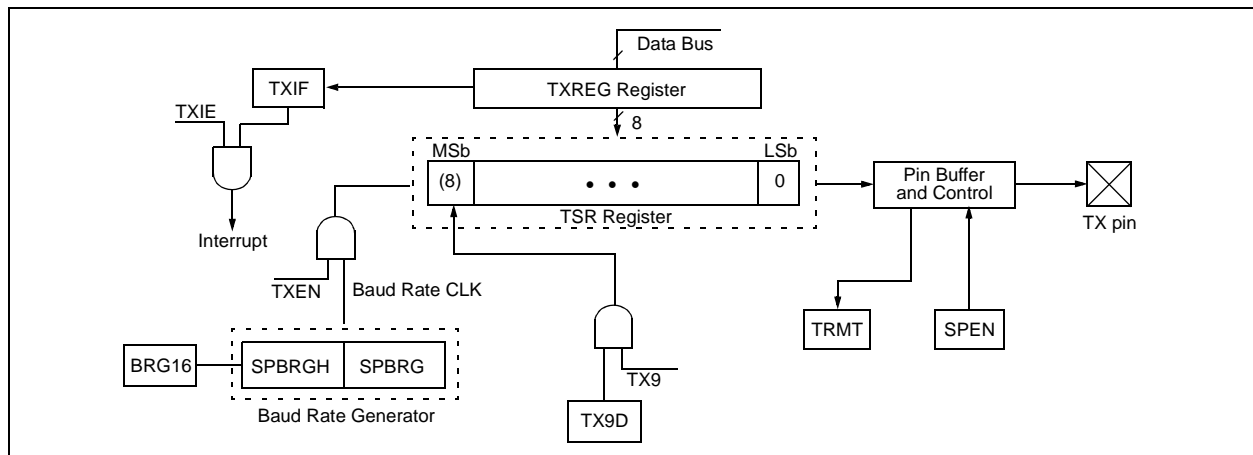 Data Bus
TXIF
TXREG Register
TXIE
8
MSb
LSb
(8)
• • •
0
TSR Register
Pin Buffer
and Control
TX pin
Interrupt
TXEN
Baud Rate CLK
TRMT
SPEN
BRG16
SPBRGH
SPBRG
TX9
Baud Rate Generator
TX9D